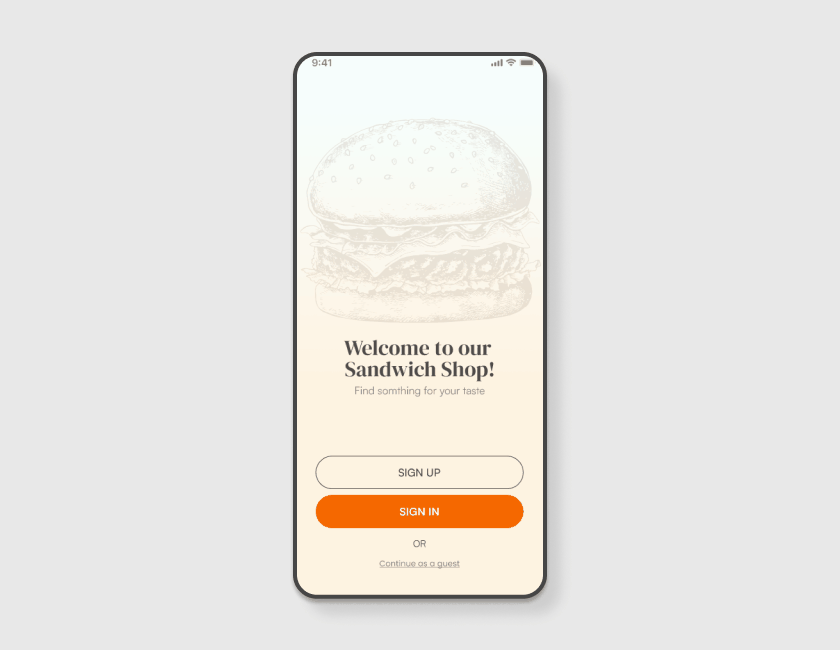 9:41
Welcome to our
Sandwich Shop!
Find somthing for your taste
SIGN UP
SIGN IN
OR
Continue as a guest